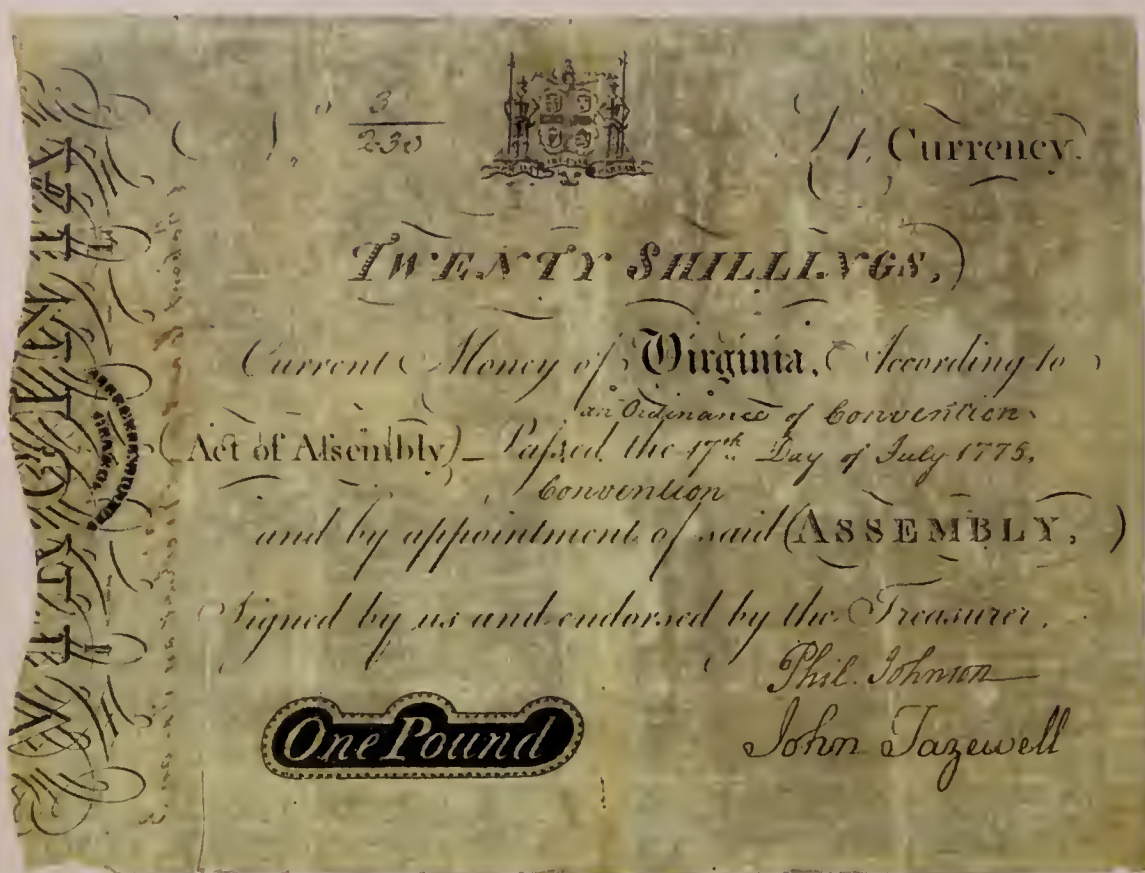 3
230
Currency.
TWENTY SHILLINGS,
Current Money of Virginia, According to
an Ordinance of Convention
(Act of Assembly) Passed the 17th Day of July 1775,
Convention
and by appointment of said (ASSEMBLY,)
Signed by us and endorsed by the Treasurer.
Phil. Johnson
John Tazewell
One Pound